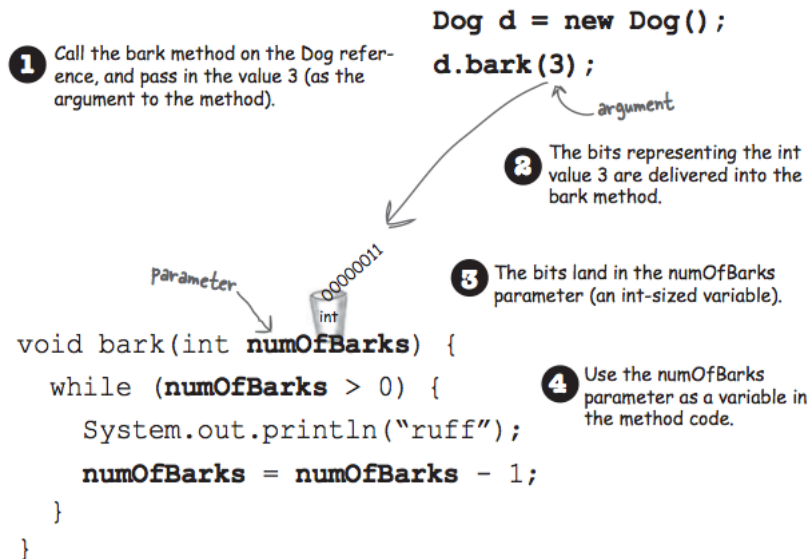 Dog d = new Dog();
d.bark(3);
1 Call the bark method on the Dog refer-
ence, and pass in the value 3 (as the
argument to the method).
argument
2 The bits representing the int
value 3 are delivered into the
bark method.
00000011
parameter
int
3 The bits land in the numOfBarks
parameter (an int-sized variable).
void bark(int numOfBarks) {
while (numOfBarks > 0) {
System.out.println(“ruff”);
numOfBarks = numOfBarks - 1;
}
}
4 Use the numOfBarks
parameter as a variable in
the method code.